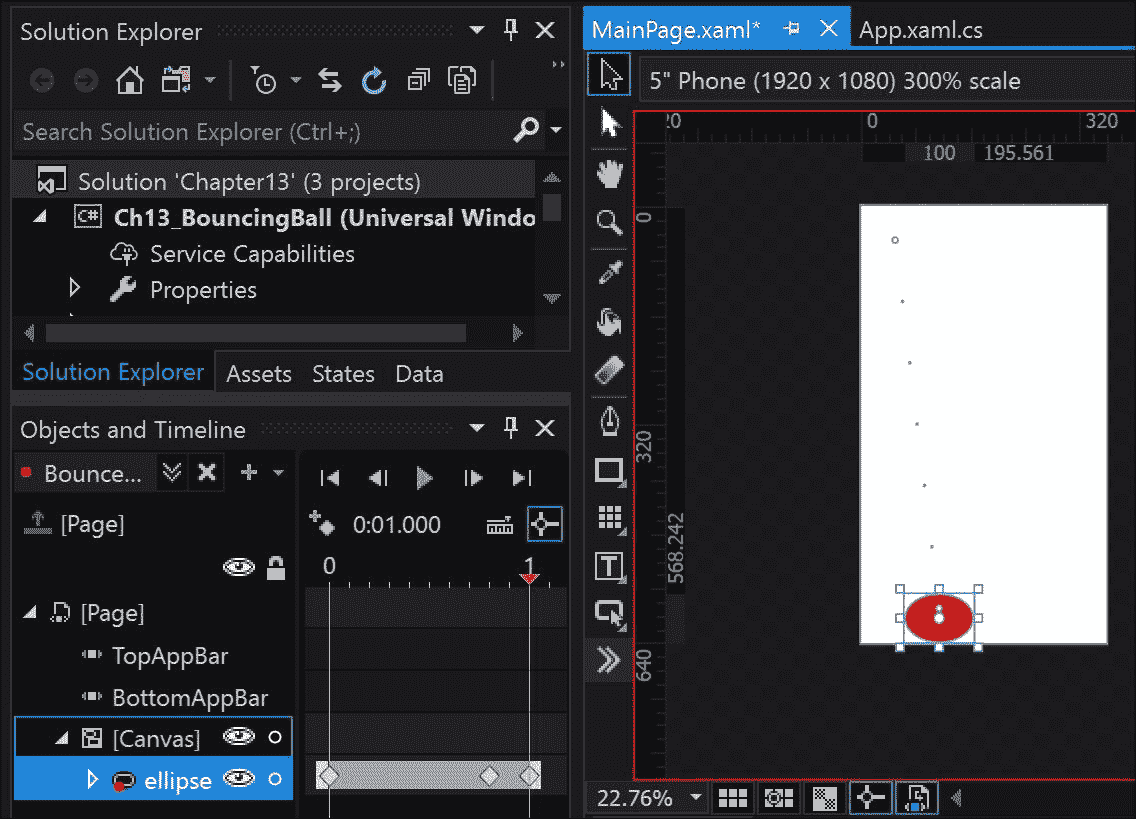 Solution Explorer
Search Solution Explorer (Ctrl+;)
Solution 'Chapter13' (3 projects)
C# Ch13_BouncingBall (Universal Windo
Service Capabilities
Properties
Solution Explorer Assets States Data
Objects and Timeline
Bounce...
[Page] 0:01.000
0 1
[Page]
TopAppBar
BottomAppBar
[Canvas]
ellipse
MainPage.xaml* App.xaml.cs
5" Phone (1920 x 1080) 300% scale
20 0 320
100 195.561
0
320
568.242
640
T
22.76%